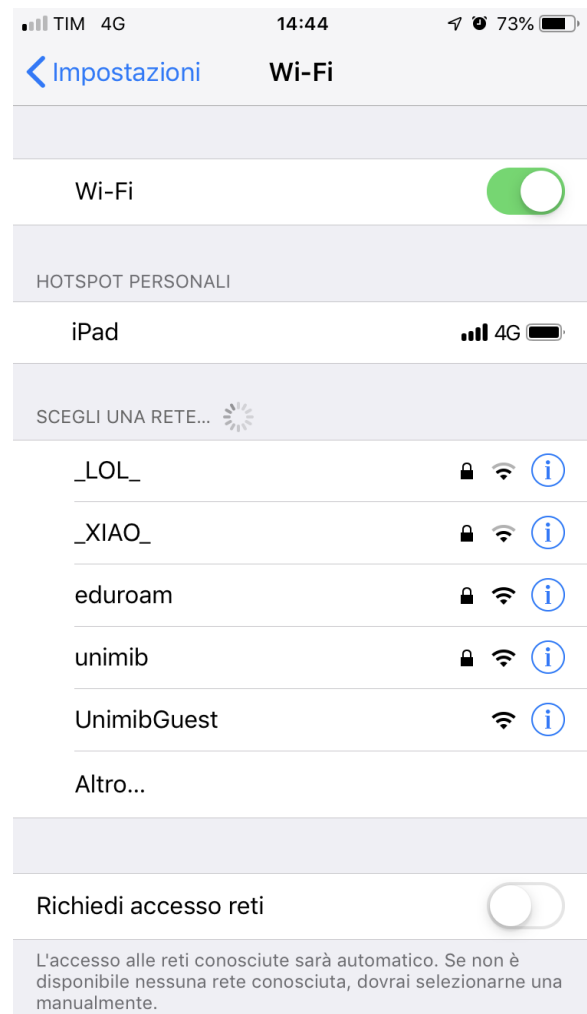 TIM 4G 14:44 73%
Impostazioni Wi-Fi
Wi-Fi
HOTSPOT PERSONALI
iPad 4G
SCEGLI UNA RETE...
_LOL_
_XIAO_
eduroam
unimib
UnimibGuest
Altro...
Richiedi accesso reti
L'accesso alle reti conosciute sarà automatico. Se non è
disponibile nessuna rete conosciuta, dovrai selezionarne una
manualmente.